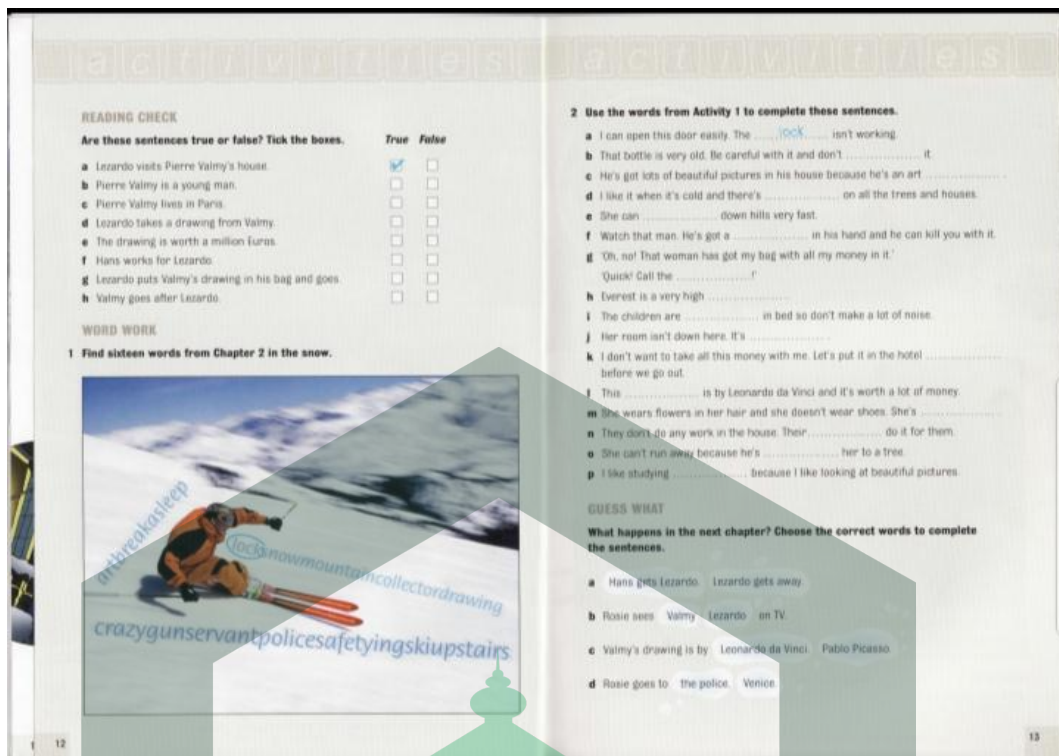 activities
READING CHECK
Are these sentences true or false? Tick the boxes. True False
a Lezardo visits Pierre Valmy's house.
b Pierre Valmy is a young man.
c Pierre Valmy lives in Paris.
d Lezardo takes a drawing from Valmy.
e The drawing is worth a million Euros.
f Hans works for Lezardo.
g Lezardo puts Valmy's drawing in his bag and goes.
h Valmy goes after Lezardo.
WORD WORK
1 Find sixteen words from Chapter 2 in the snow.
artbreakasleep
locksnowmountaincollectordrawing
crazygunservantpolicesafetyingskiupstairs
12
activities
2 Use the words from Activity 1 to complete these sentences.
a I can open this door easily. The ...lock... isn't working.
b That bottle is very old. Be careful with it and don't .................. it.
c He's got lots of beautiful pictures in his house because he's an art .................. .
d I like it when it's cold and there's .................. on all the trees and houses.
e She can .................. down hills very fast.
f Watch that man. He's got a .................. in his hand and he can kill you with it.
g 'Oh, no! That woman has got my bag with all my money in it.'
'Quick! Call the .................. !'
h Everest is a very high .................. .
i The children are .................. in bed so don't make a lot of noise.
j Her room isn't down here. It's .................. .
k I don't want to take all this money with me. Let's put it in the hotel ..................
before we go out.
l This .................. is by Leonardo da Vinci and it's worth a lot of money.
m She wears flowers in her hair and she doesn't wear shoes. She's .................. .
n They don't do any work in the house. Their .................. do it for them.
o She can't run away because he's .................. her to a tree.
p I like studying .................. because I like looking at beautiful pictures.
GUESS WHAT
What happens in the next chapter? Choose the correct words to complete
the sentences.
a Hans gets Lezardo. Lezardo gets away.
b Rosie sees Valmy Lezardo on TV.
c Valmy's drawing is by Leonardo da Vinci. Pablo Picasso.
d Rosie goes to the police. Venice.
13